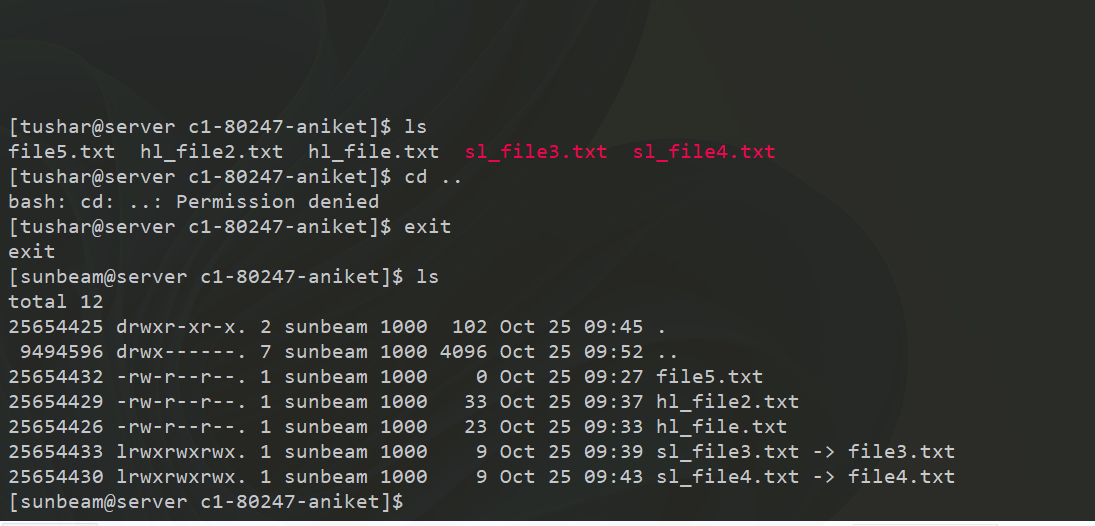 [tushar@server c1-80247-aniket]$ ls
file5.txt  hl_file2.txt  hl_file.txt  sl_file3.txt  sl_file4.txt
[tushar@server c1-80247-aniket]$ cd ..
bash: cd: ..: Permission denied
[tushar@server c1-80247-aniket]$ exit
exit
[sunbeam@server c1-80247-aniket]$ ls
total 12
25654425 drwxr-xr-x. 2 sunbeam 1000  102 Oct 25 09:45 .
 9494596 drwx------. 7 sunbeam 1000 4096 Oct 25 09:52 ..
25654432 -rw-r--r--. 1 sunbeam 1000    0 Oct 25 09:27 file5.txt
25654429 -rw-r--r--. 1 sunbeam 1000   33 Oct 25 09:37 hl_file2.txt
25654426 -rw-r--r--. 1 sunbeam 1000   23 Oct 25 09:33 hl_file.txt
25654433 lrwxrwxrwx. 1 sunbeam 1000    9 Oct 25 09:39 sl_file3.txt -> file3.txt
25654430 lrwxrwxrwx. 1 sunbeam 1000    9 Oct 25 09:43 sl_file4.txt -> file4.txt
[sunbeam@server c1-80247-aniket]$